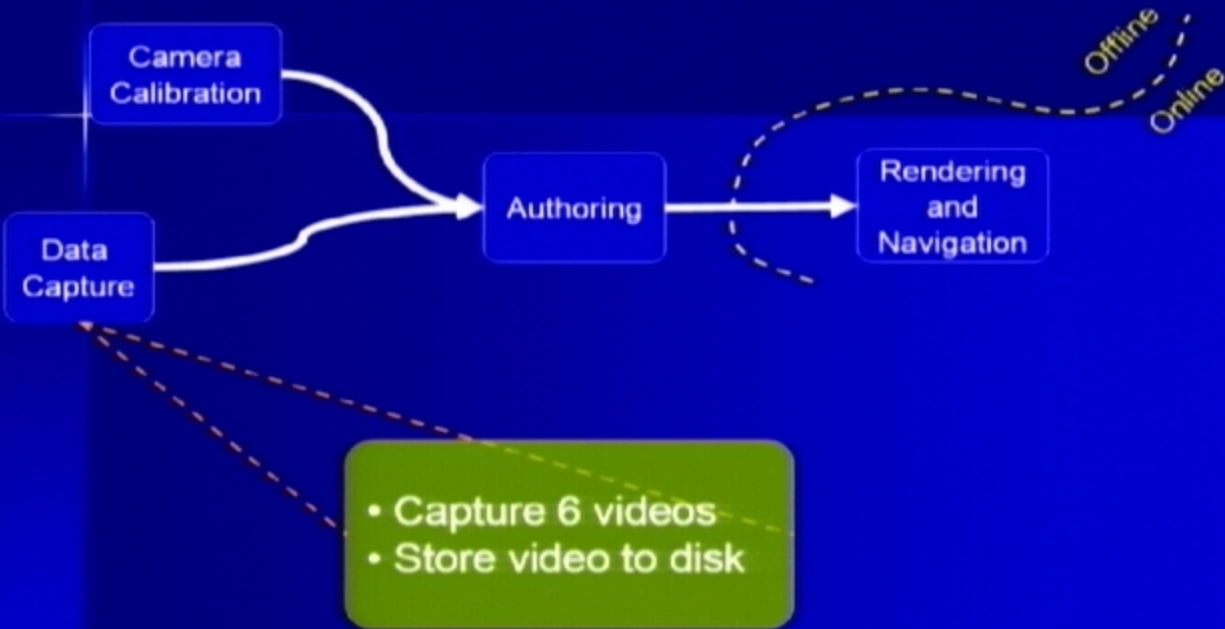 Camera
Calibration
Offline
Online
Data
Capture
Authoring
Rendering
and
Navigation
• Capture 6 videos
• Store video to disk